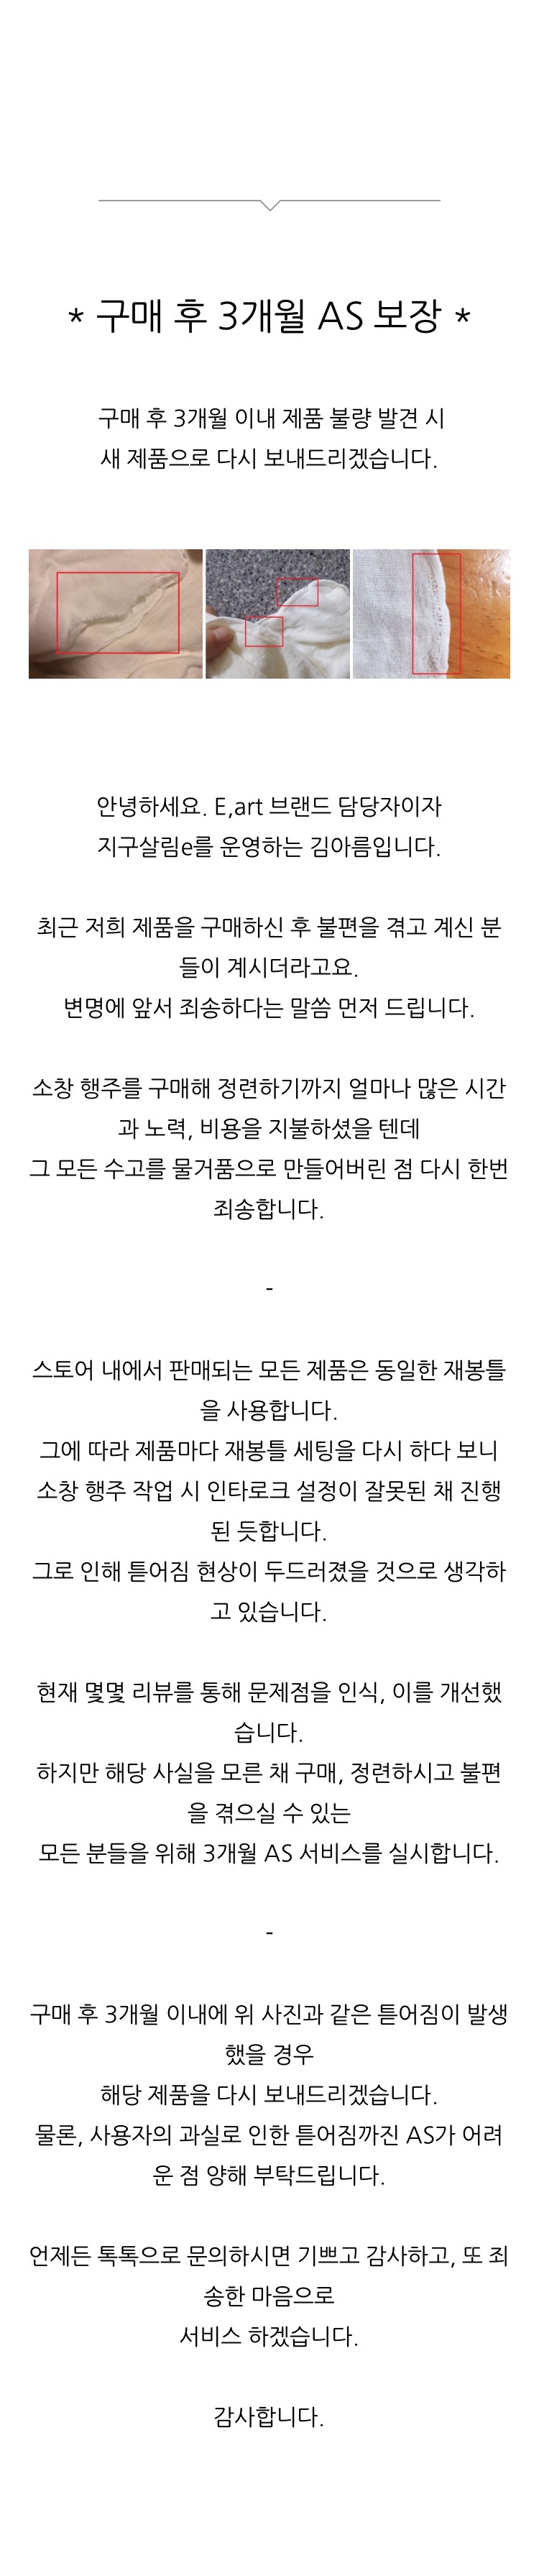 * 구매 후 3개월 AS 보장 *
구매 후 3개월 이내 제품 불량 발견 시
새 제품으로 다시 보내드리겠습니다.
안녕하세요. E,art 브랜드 담당자이자
지구살림e를 운영하는 김아름입니다.
최근 저희 제품을 구매하신 후 불편을 겪고 계신 분
들이 계시더라고요.
변명에 앞서 죄송하다는 말씀 먼저 드립니다.
소창 행주를 구매해 정련하기까지 얼마나 많은 시간
과 노력, 비용을 지불하셨을 텐데
그 모든 수고를 물거품으로 만들어버린 점 다시 한번
죄송합니다.
-
스토어 내에서 판매되는 모든 제품은 동일한 재봉틀
을 사용합니다.
그에 따라 제품마다 재봉틀 세팅을 다시 하다 보니
소창 행주 작업 시 인타로크 설정이 잘못된 채 진행
된 듯합니다.
그로 인해 튿어짐 현상이 두드러졌을 것으로 생각하
고 있습니다.
현재 몇몇 리뷰를 통해 문제점을 인식, 이를 개선했
습니다.
하지만 해당 사실을 모른 채 구매, 정련하시고 불편
을 겪으실 수 있는
모든 분들을 위해 3개월 AS 서비스를 실시합니다.
-
구매 후 3개월 이내에 위 사진과 같은 튿어짐이 발생
했을 경우
해당 제품을 다시 보내드리겠습니다.
물론, 사용자의 과실로 인한 튿어짐까진 AS가 어려
운 점 양해 부탁드립니다.
언제든 톡톡으로 문의하시면 기쁘고 감사하고, 또 죄
송한 마음으로
서비스 하겠습니다.
감사합니다.